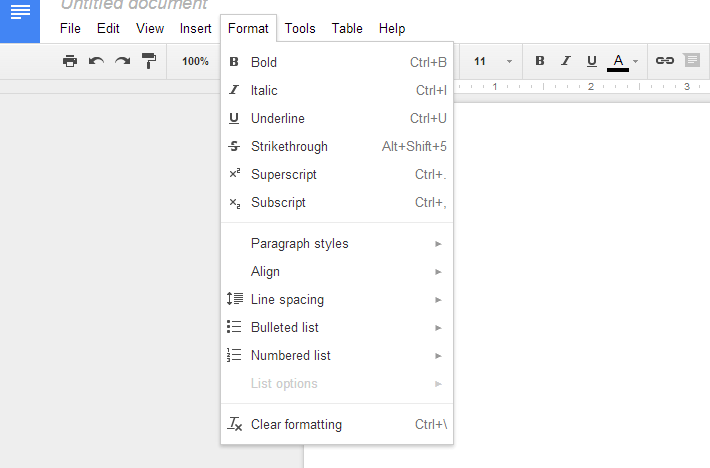 Untitled document
File Edit View Insert Format Tools Table Help
100% 11 B I U A
1 2 3
B Bold Ctrl+B
I Italic Ctrl+I
U Underline Ctrl+U
S Strikethrough Alt+Shift+5
x² Superscript Ctrl+.
x₂ Subscript Ctrl+,
Paragraph styles
Align
Line spacing
Bulleted list
Numbered list
List options
Clear formatting Ctrl+\